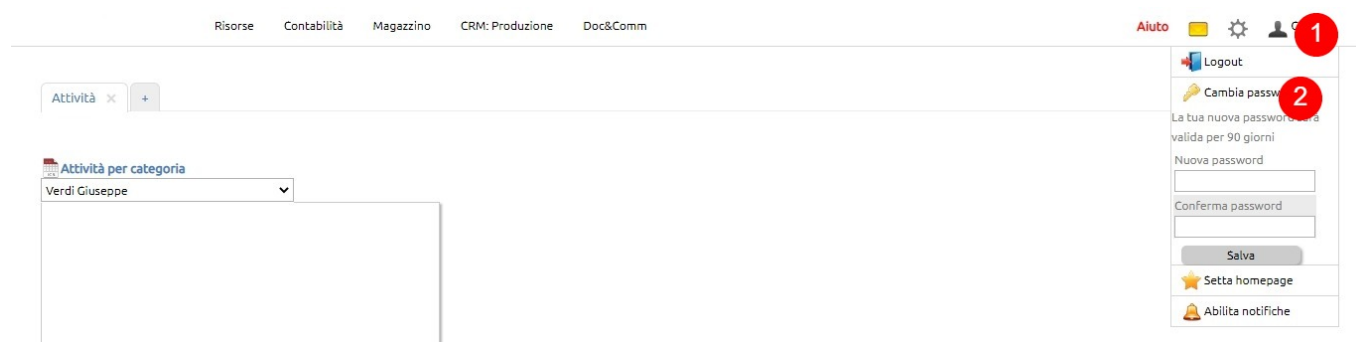 Risorse Contabilità Magazzino CRM: Produzione Doc&Comm Aiuto 1
Logout
Attività × +
Cambia 2
La tua nuova password
valida per 90 giorni
Attività per categoria
Nuova password
Verdi Giuseppe
Conferma password
Salva
Setta homepage
Abilita notifiche